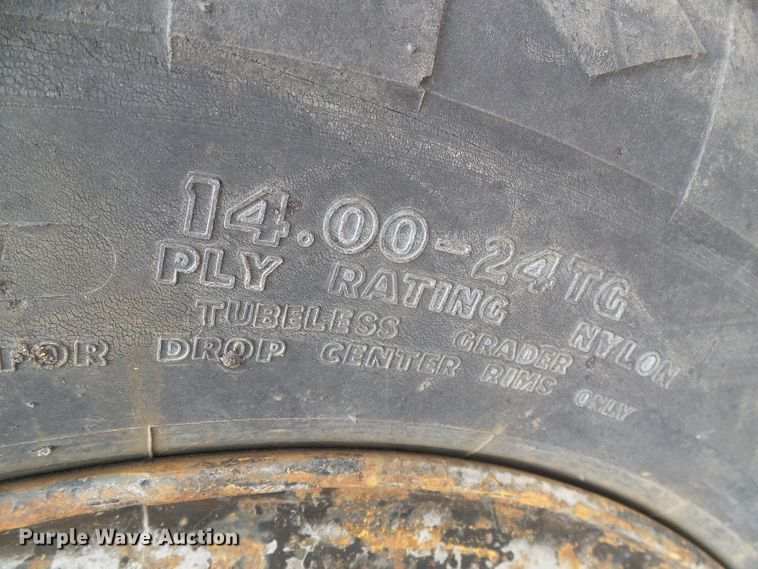 14.00-24TG
PLY RATING NYLON
TUBELESS GRADER
FOR DROP CENTER RIMS ONLY
Purple Wave Auction